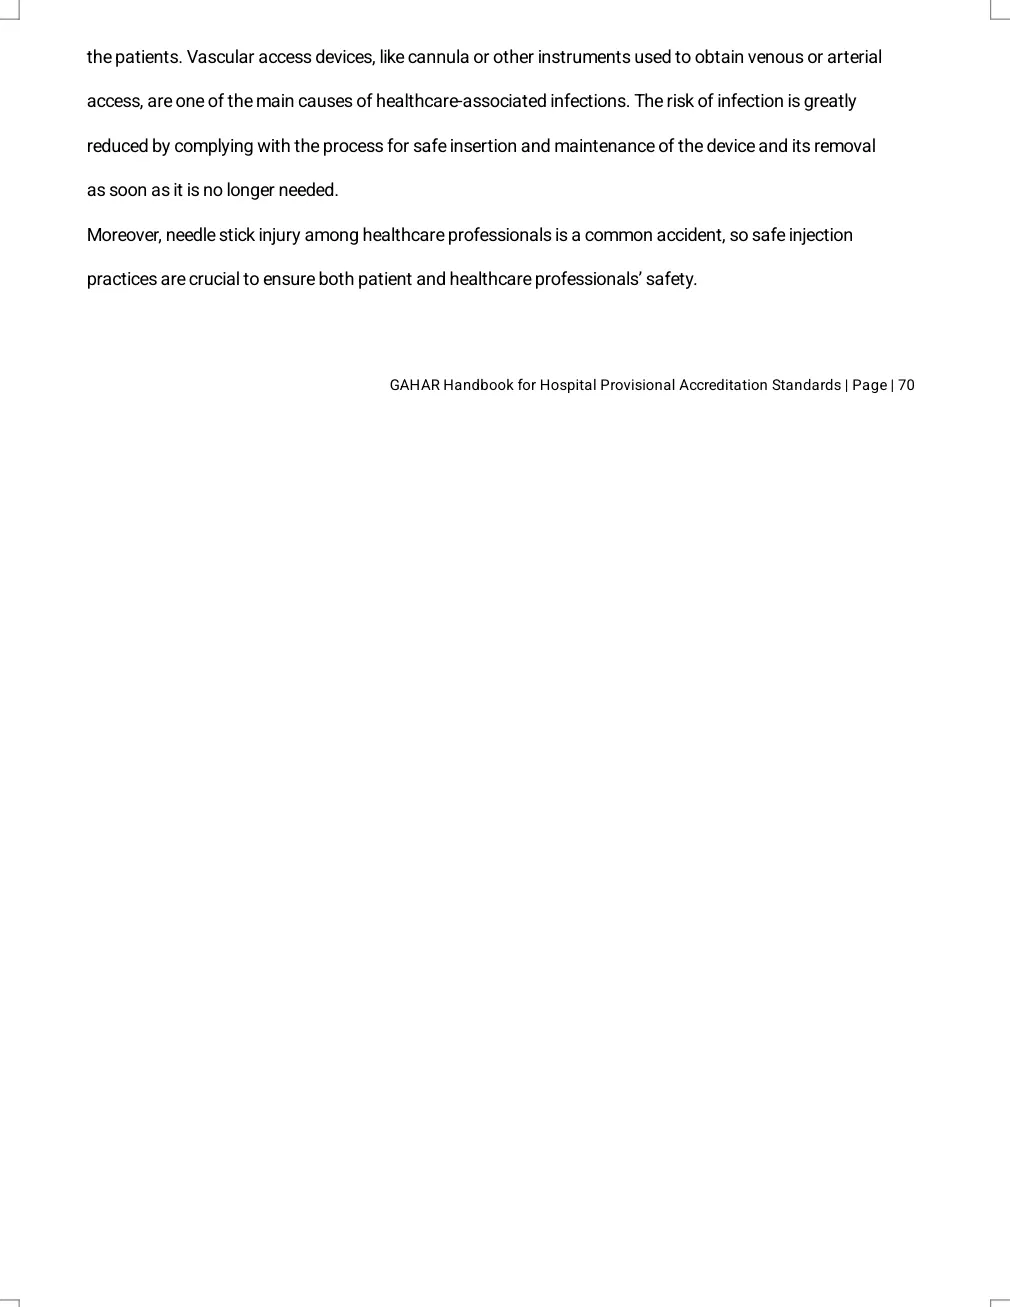 the patients. Vascular access devices, like cannula or other instruments used to obtain venous or arterial
access, are one of the main causes of healthcare-associated infections. The risk of infection is greatly
reduced by complying with the process for safe insertion and maintenance of the device and its removal
as soon as it is no longer needed.
Moreover, needle stick injury among healthcare professionals is a common accident, so safe injection
practices are crucial to ensure both patient and healthcare professionals’ safety.
GAHAR Handbook for Hospital Provisional Accreditation Standards | Page | 70